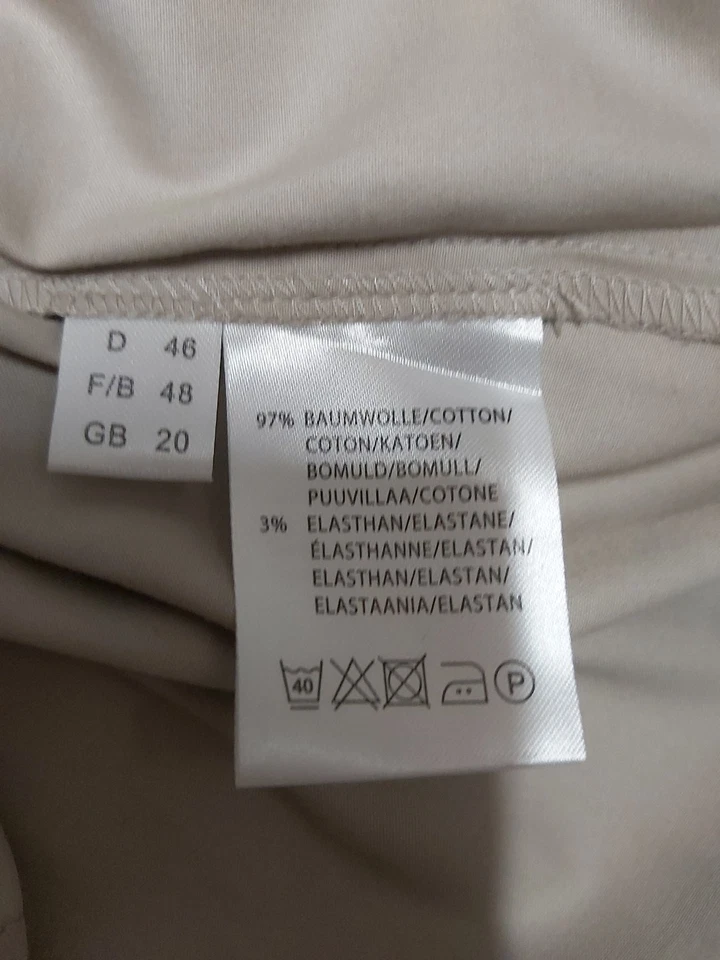 D 46
F/B 48
GB 20
97% BAUMWOLLE/COTTON/
COTON/KATOEN/
BOMULD/BOMULL/
PUUVILLAA/COTONE
3% ELASTHAN/ELASTANE/
ÉLASTHANNE/ELASTAN/
ELASTHAN/ELASTAN/
ELASTAANIA/ELASTAN
40 P